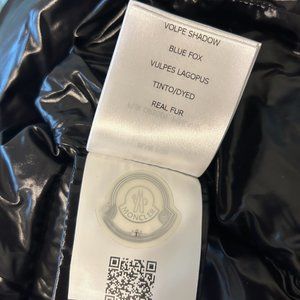 VOLPE SHADOW
BLUE FOX
VULPES LAGOPUS
TINTO/DYED
REAL FUR
MONCLER